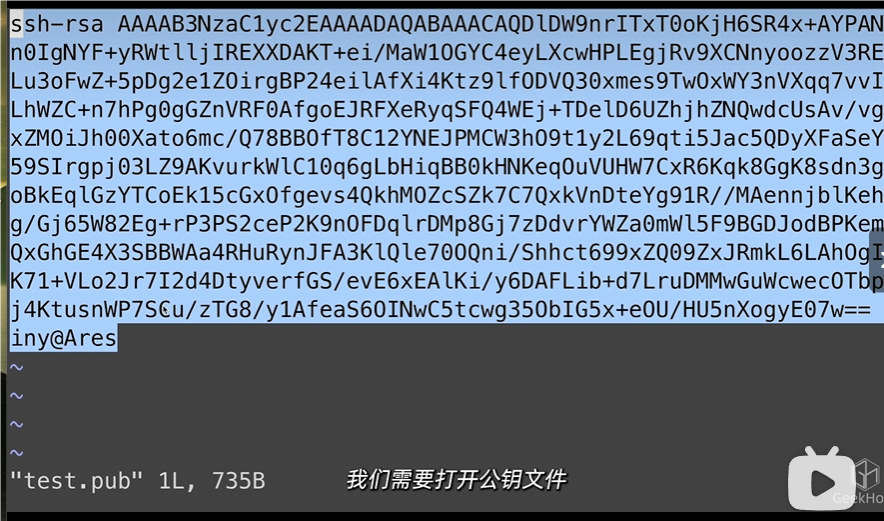 ssh-rsa AAAAB3NzaC1yc2EAAAADAQABAAACAQDlDW9nrITxT0oKjH6SR4x+AYPAN
n0IgNYF+yRWtlljIREXXDAKT+ei/MaW1OGYC4eyLXcwHPLEgjRv9XCNnyoozzV3RE
Lu3oFwZ+5pDg2e1ZOirgBP24eilAfXi4Ktz9lfODVQ30xmes9TwOxWY3nVXqq7vvI
LhWZC+n7hPg0gGZnVRF0AfgoEJRFXeRyqSFQ4WEj+TDelD6UZhjhZNQwdcUsAv/vg
xZMOiJh00Xato6mc/Q78BBOfT8C12YNEJPMCW3hO9t1y2L69qti5Jac5QDyXFaSeY
59SIrgpj03LZ9AKvurkWlC10q6gLbHiqBB0kHNKeqOuVUHW7CxR6Kqk8GgK8sdn3g
oBkEqlGzYTCoEk15cGxOfgevs4QkhMOZcSZk7C7QxkVnDteYg91R//MAennjblKeh
g/Gj65W82Eg+rP3PS2ceP2K9nOFDqlrDMp8Gj7zDdvrYWZa0mWl5F9BGDJodBPKem
QxGhGE4X3SBBWAa4RHuRynJFA3KlQle70OQni/Shhct699xZQ09ZxJRmkL6LAhOgI
K71+VLo2Jr7I2d4DtyverfGS/evE6xEAlKi/y6DAFLib+d7LruDMMwGuWcwecOTbp
j4KtusnWP7SCu/zTG8/y1AfeaS6OINwC5tcwg35ObIG5x+eOU/HU5nXogyE07w==
iny@Ares
~
~
~
~
"test.pub" 1L, 735B
我们需要打开公钥文件